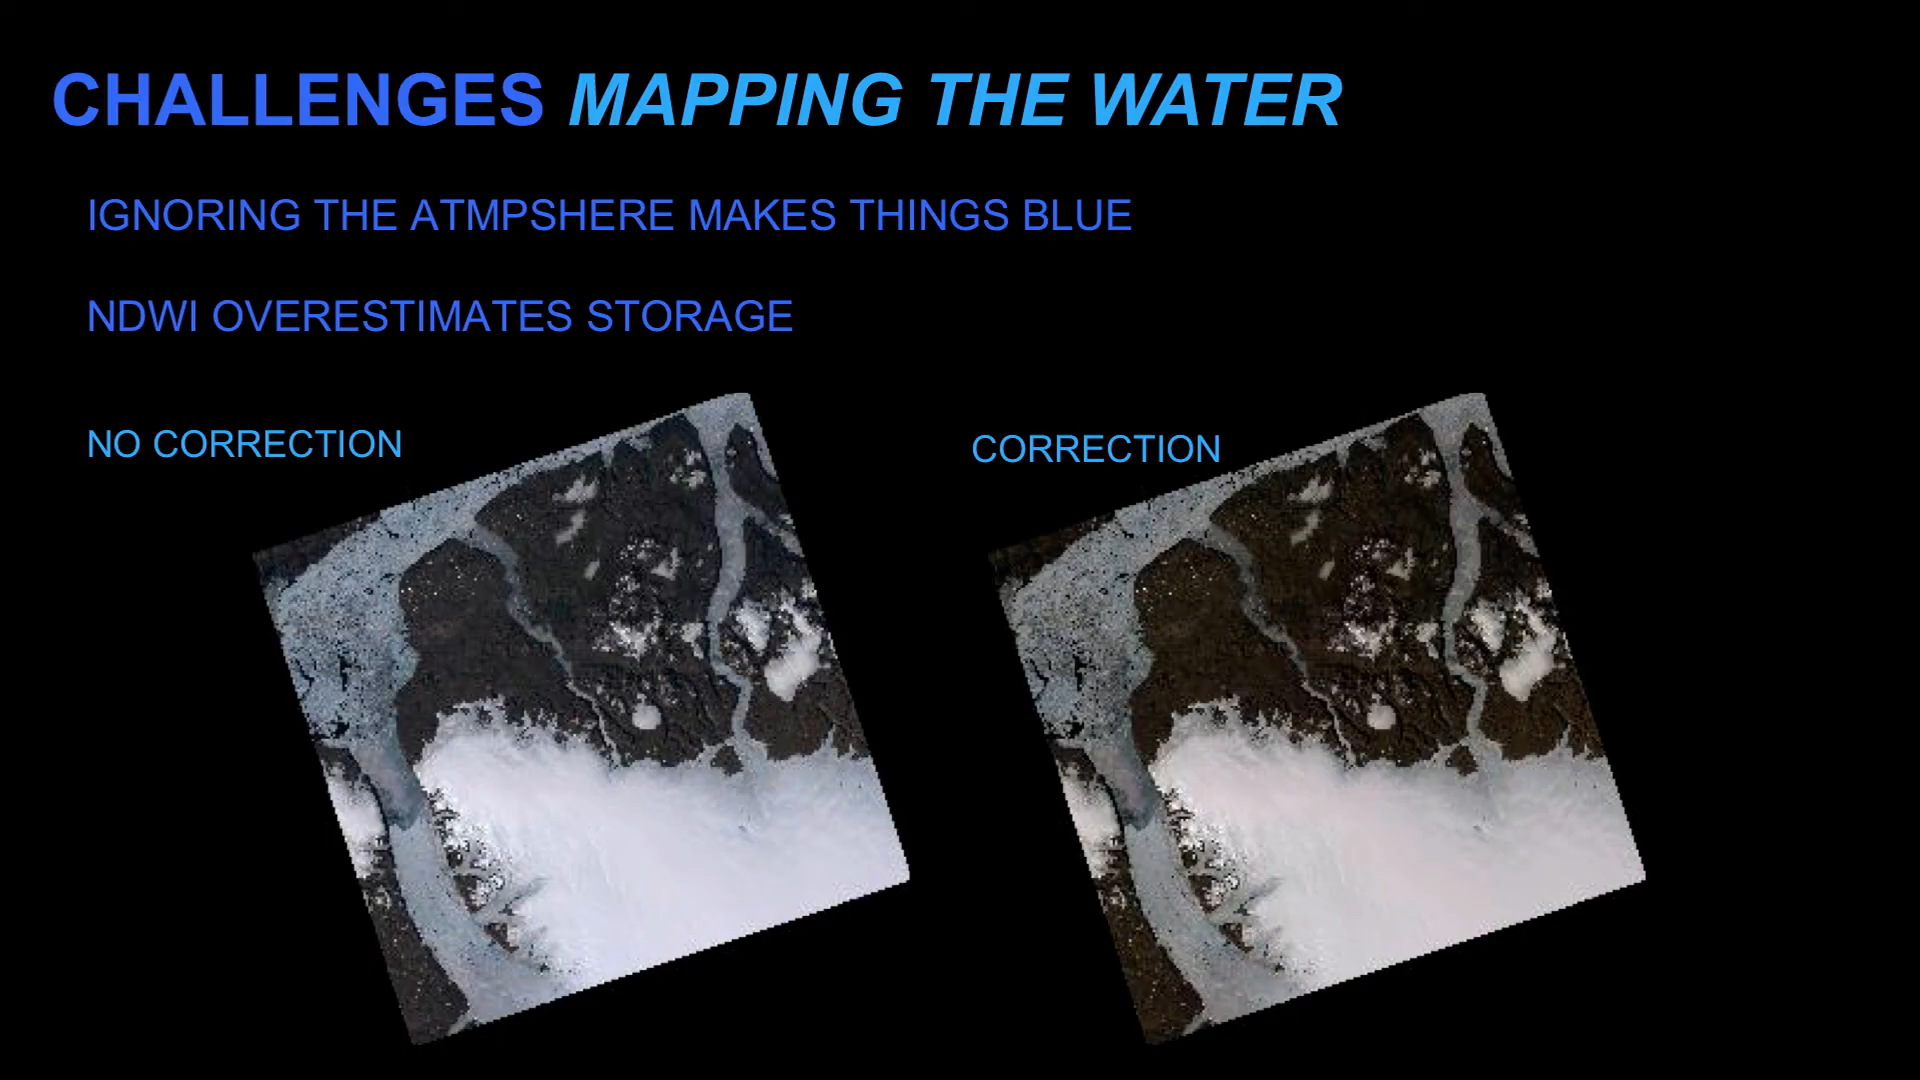 CHALLENGES MAPPING THE WATER
IGNORING THE ATMPSHERE MAKES THINGS BLUE
NDWI OVERESTIMATES STORAGE
NO CORRECTION
CORRECTION